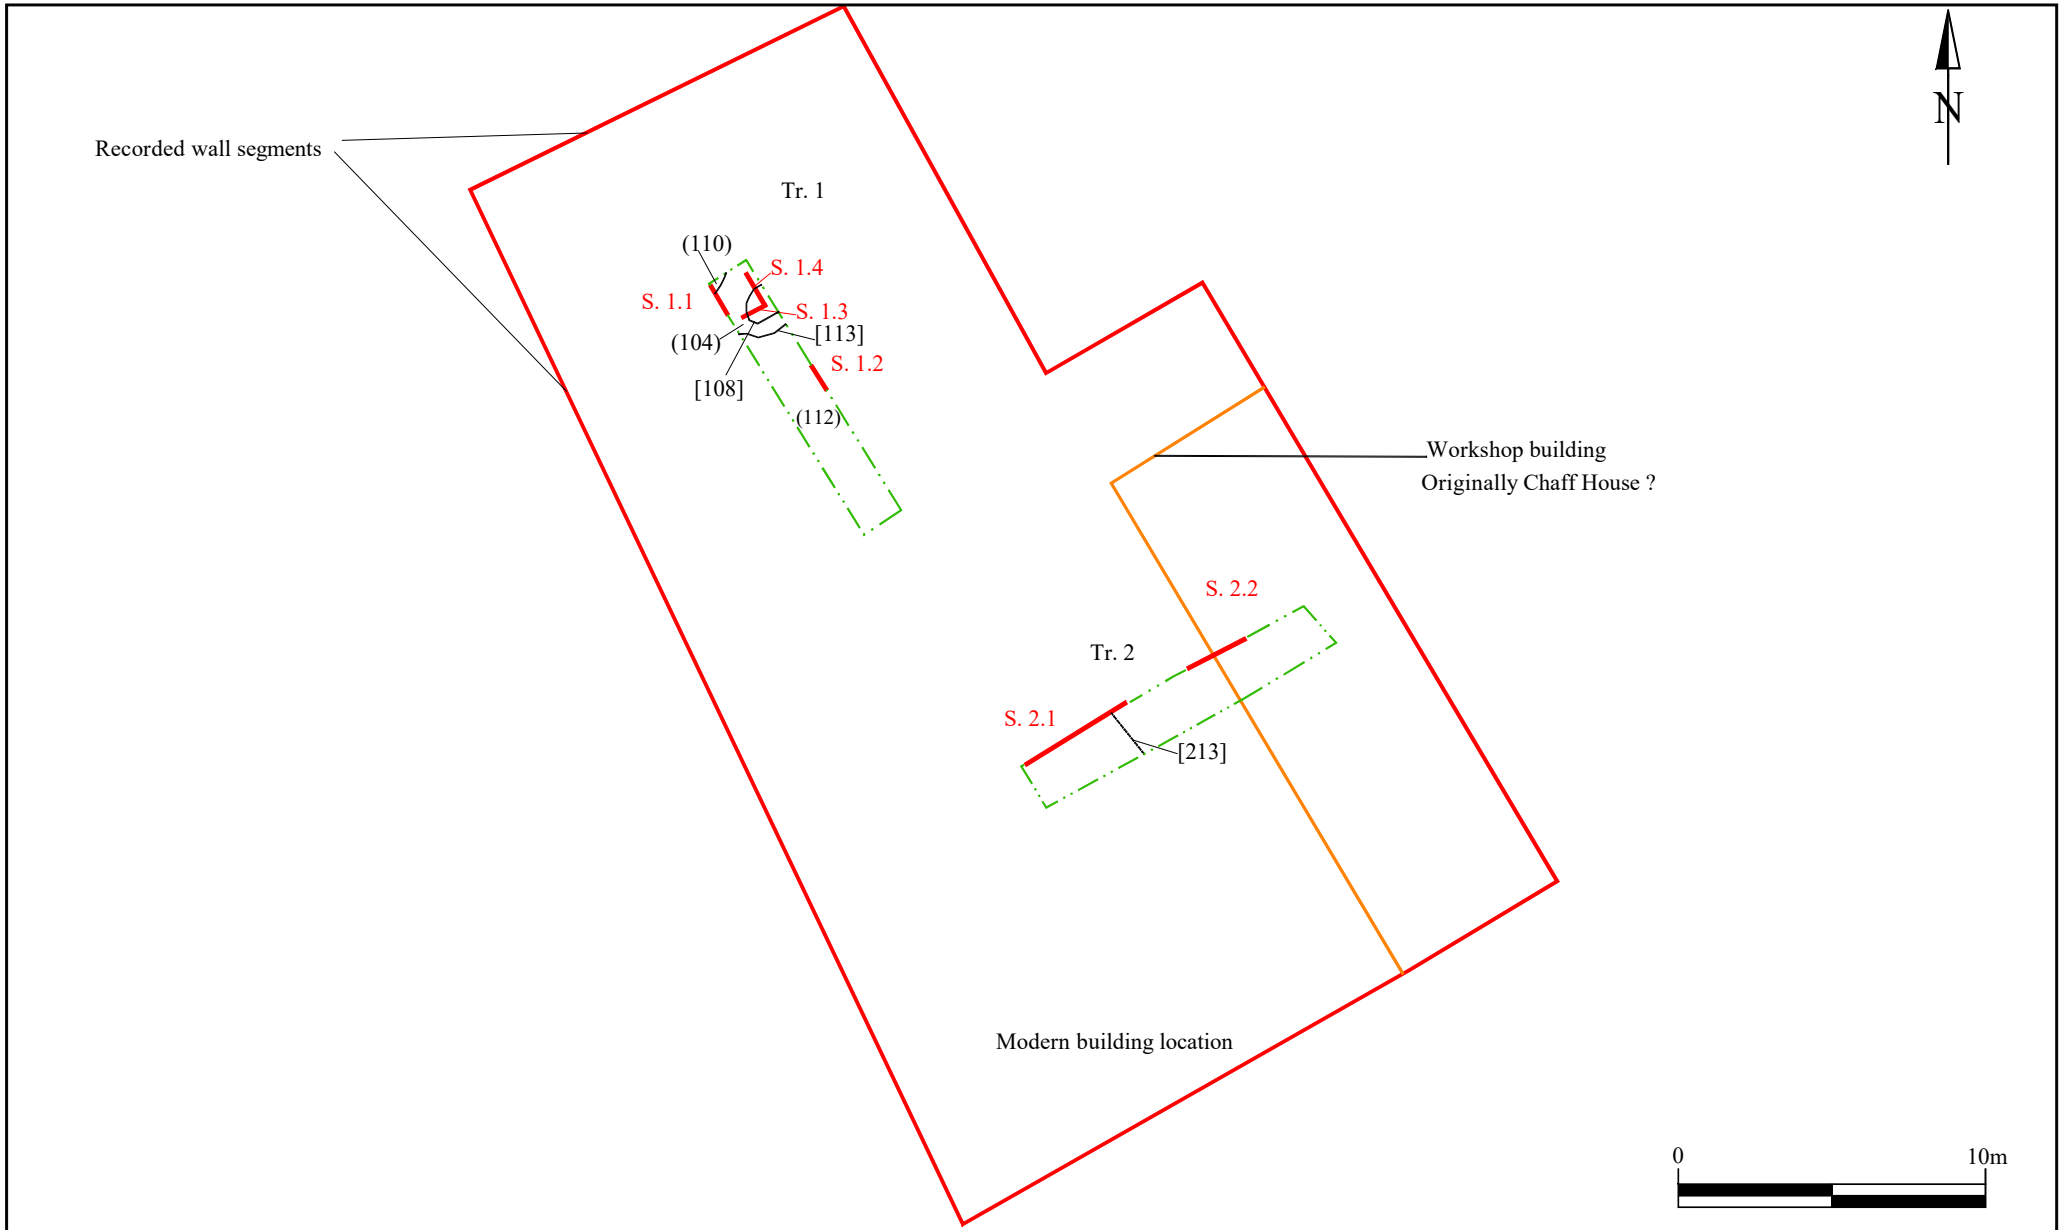 N
Recorded wall segments
Tr. 1
(110)
S. 1.4
S. 1.1
S. 1.3
(104)
[113]
S. 1.2
[108]
(112)
Workshop building
Originally Chaff House ?
S. 2.2
Tr. 2
S. 2.1
[213]
Modern building location
0 10m